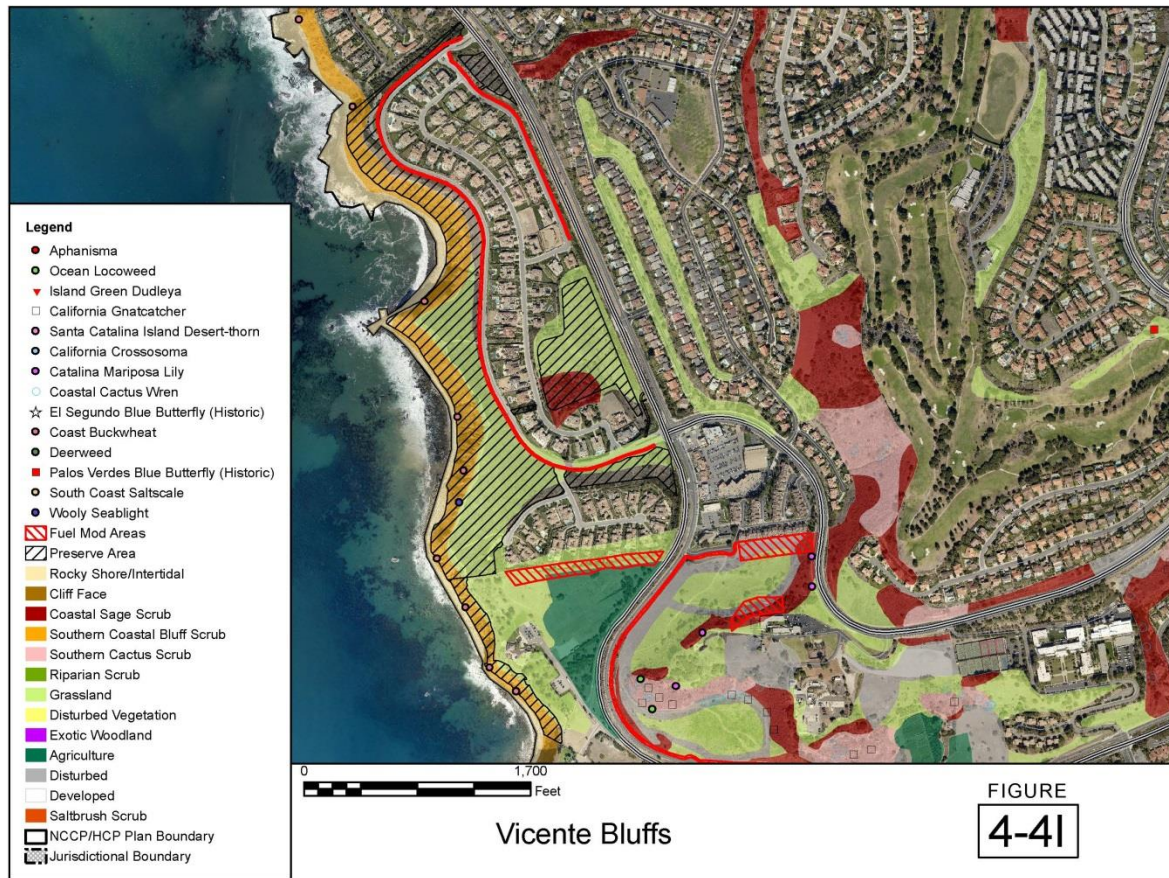 Legend
Aphanisma
Ocean Locoweed
Island Green Dudleya
California Gnatcatcher
Santa Catalina Island Desert-thorn
California Crossosoma
Catalina Mariposa Lily
Coastal Cactus Wren
El Segundo Blue Butterfly (Historic)
Coast Buckwheat
Deerweed
Palos Verdes Blue Butterfly (Historic)
South Coast Saltscale
Wooly Seablight
Fuel Mod Areas
Preserve Area
Rocky Shore/Intertidal
Cliff Face
Coastal Sage Scrub
Southern Coastal Bluff Scrub
Southern Cactus Scrub
Riparian Scrub
Grassland
Disturbed Vegetation
Exotic Woodland
Agriculture
Disturbed
Developed
Saltbrush Scrub
NCCP/HCP Plan Boundary
Jurisdictional Boundary
0 1,700
Feet
Vicente Bluffs
FIGURE
4-4I